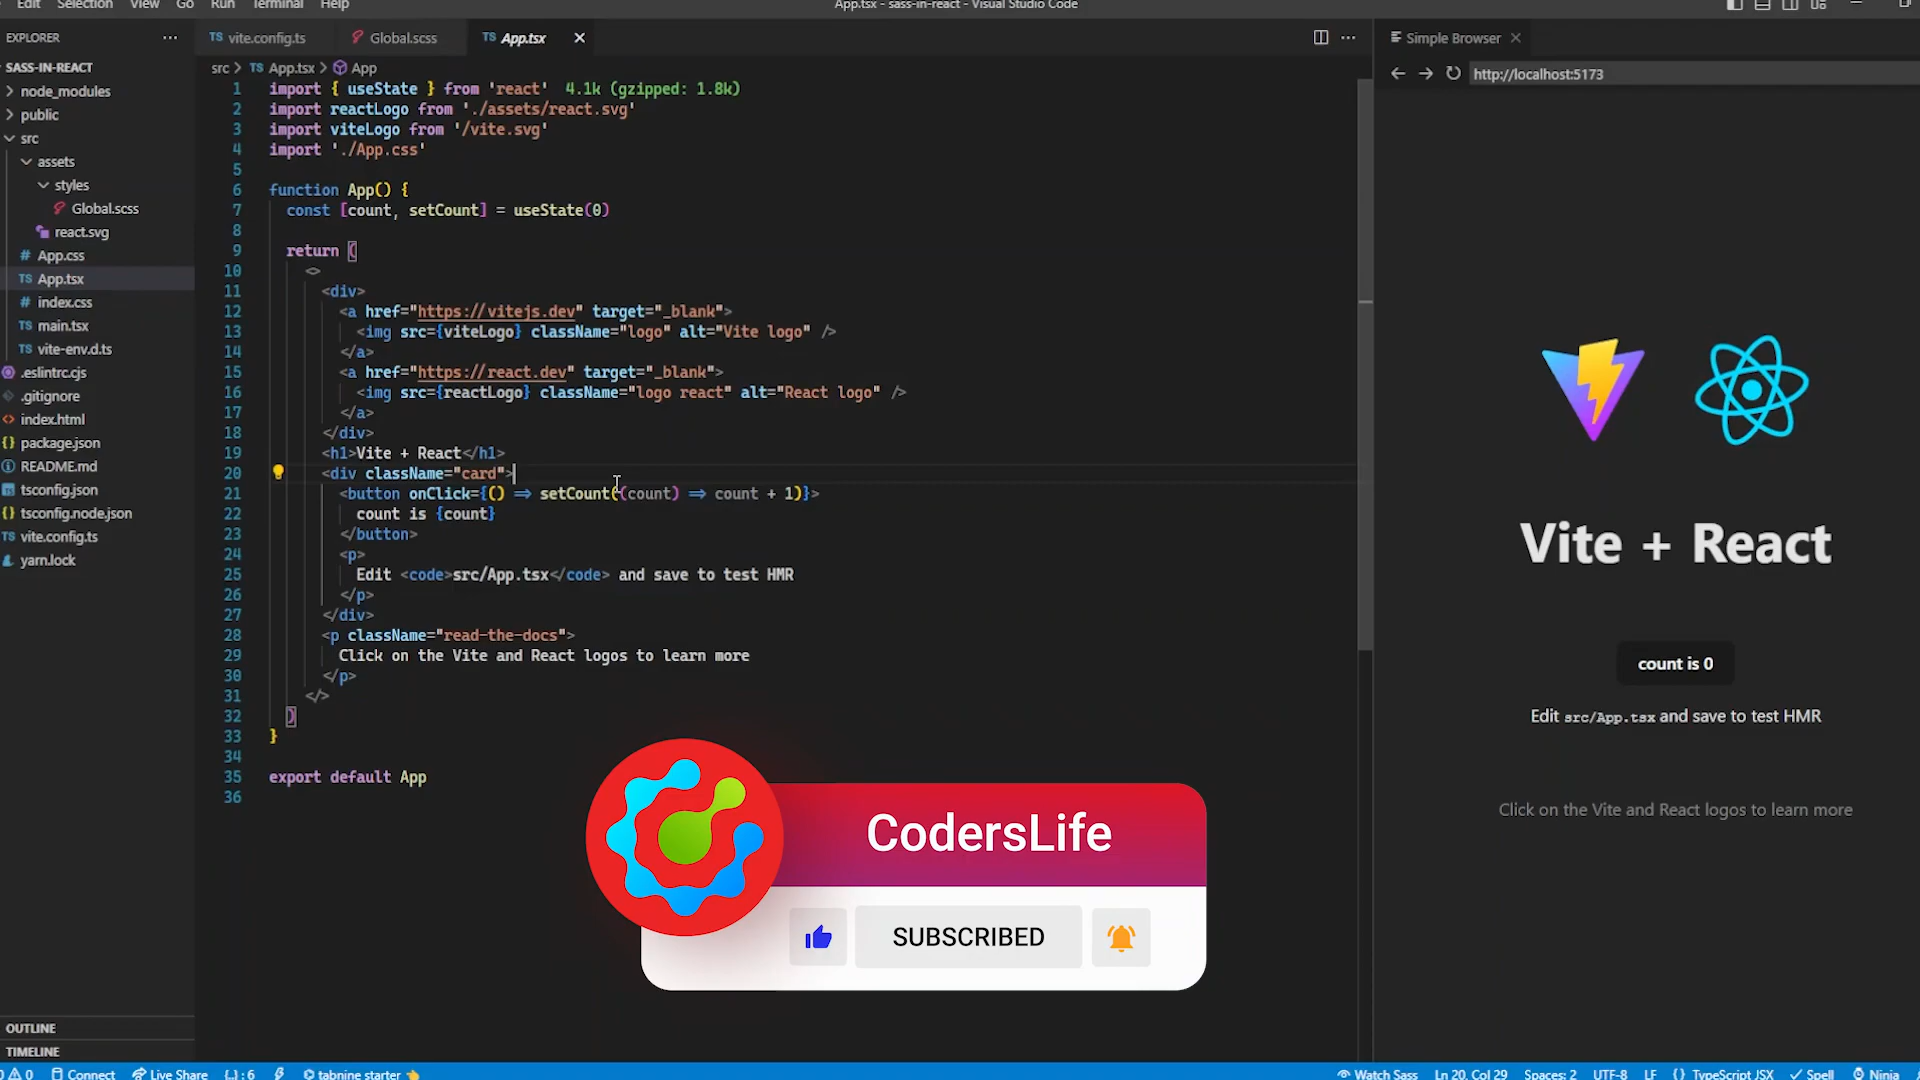 Edit Selection View Go Run Terminal Help
App.tsx - sass-in-react - Visual Studio Code
EXPLORER
SASS-IN-REACT
node_modules
public
src
assets
styles
Global.scss
react.svg
# App.css
TS App.tsx
# index.css
TS main.tsx
TS vite-env.d.ts
.eslintrc.cjs
.gitignore
<> index.html
{} package.json
README.md
tsconfig.json
{} tsconfig.node.json
TS vite.config.ts
yarn.lock
OUTLINE
TIMELINE
TS vite.config.ts
Global.scss
TS App.tsx
src > TS App.tsx > App
1 import { useState } from 'react' 4.1k (gzipped: 1.8k)
2 import reactLogo from './assets/react.svg'
3 import viteLogo from '/vite.svg'
4 import './App.css'
5
6 function App() {
7 const [count, setCount] = useState(0)
8
9 return (
10 <>
11 <div>
12 <a href="https://vitejs.dev" target="_blank">
13 <img src={viteLogo} className="logo" alt="Vite logo" />
14 </a>
15 <a href="https://react.dev" target="_blank">
16 <img src={reactLogo} className="logo react" alt="React logo" />
17 </a>
18 </div>
19 <h1>Vite + React</h1>
20 <div className="card">
21 <button onClick={() => setCount((count) => count + 1)}>
22 count is {count}
23 </button>
24 <p>
25 Edit <code>src/App.tsx</code> and save to test HMR
26 </p>
27 </div>
28 <p className="read-the-docs">
29 Click on the Vite and React logos to learn more
30 </p>
31 </>
32 )
33 }
34
35 export default App
36
Simple Browser
http://localhost:5173
Vite + React
count is 0
Edit src/App.tsx and save to test HMR
Click on the Vite and React logos to learn more
CodersLife
SUBSCRIBED
0 0 Connect Live Share {..}: 6 tabnine starter
Watch Sass Ln 20, Col 29 Spaces: 2 UTF-8 LF {} TypeScript JSX Spell Ninja